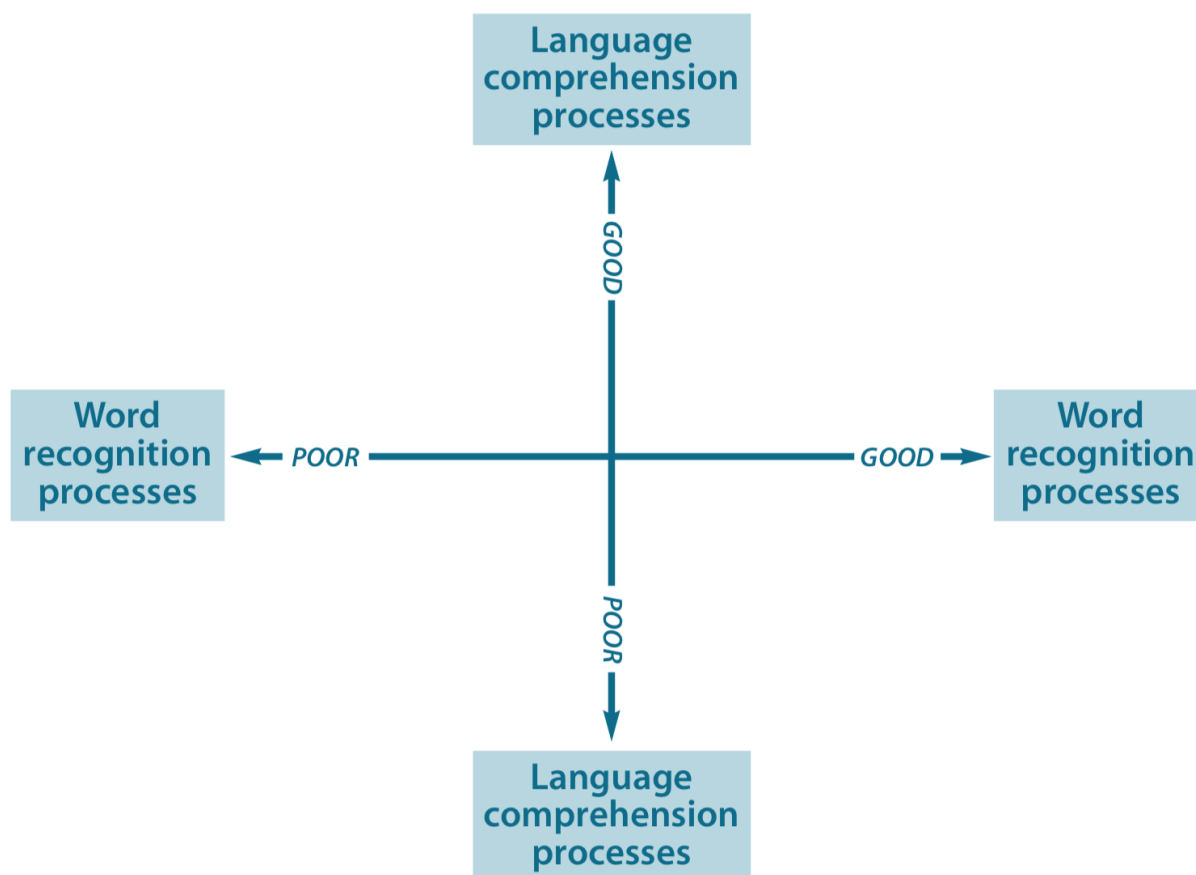 Language
comprehension
processes
GOOD
Word
recognition
processes
POOR
GOOD
Word
recognition
processes
POOR
Language
comprehension
processes